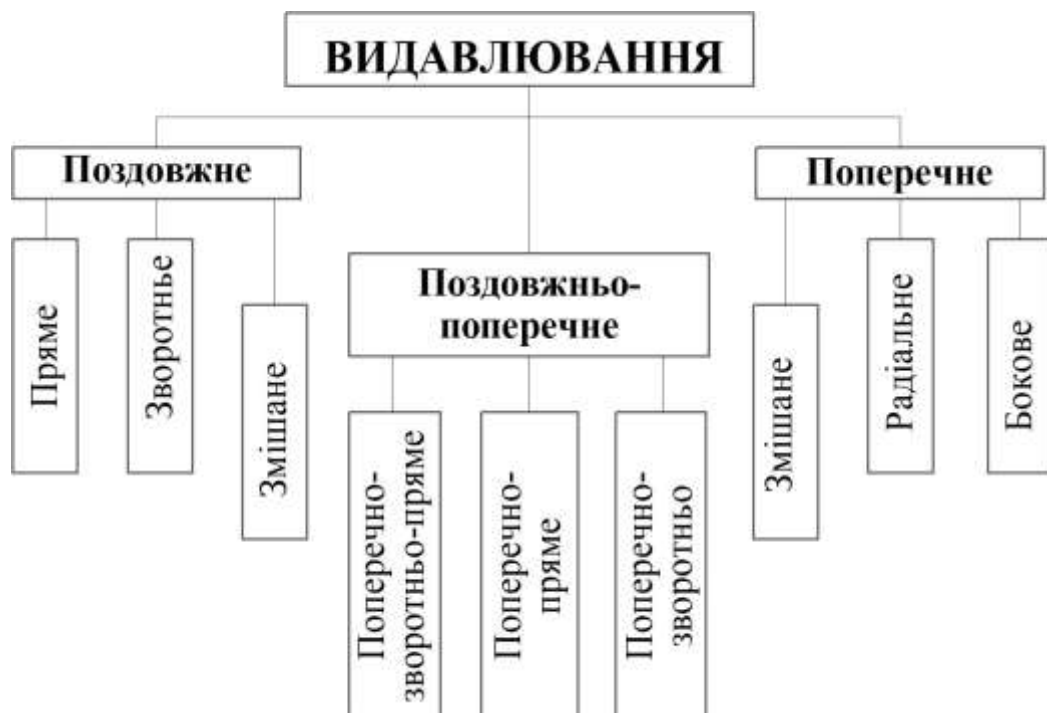 ВИДАВЛЮВАННЯ
Поздовжне
Поперечне
Поздовжньо-
поперечне
Пряме
Зворотнье
Змішане
Поперечно-
зворотньо-пряме
Поперечно-
пряме
Поперечно-
зворотньо
Змішане
Радіальне
Бокове